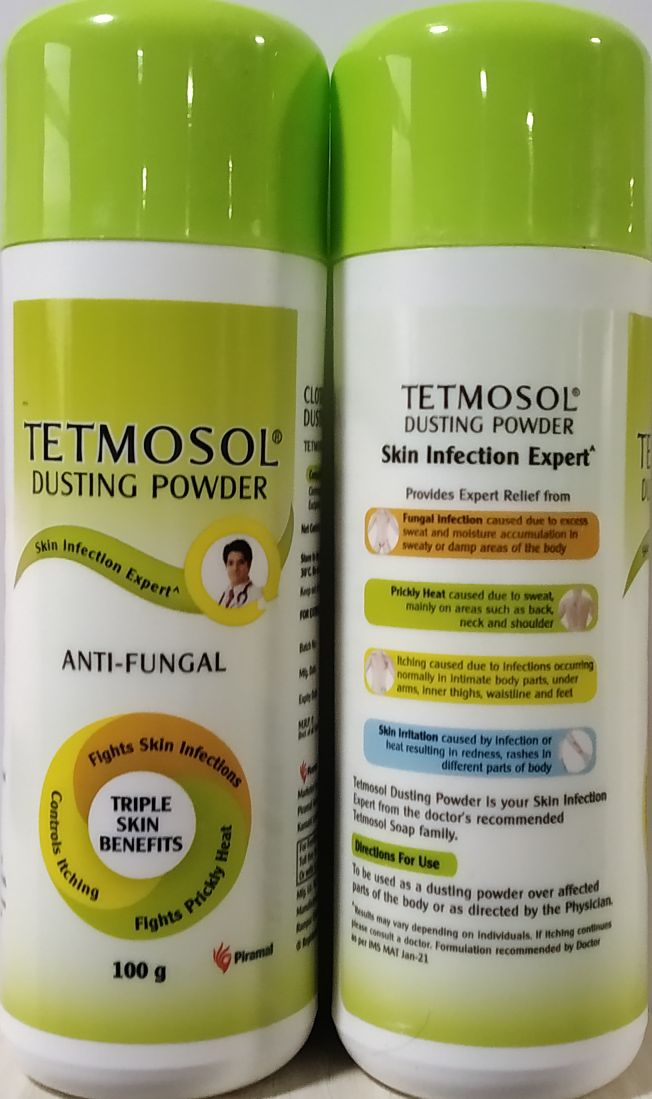 TETMOSOL®
DUSTING POWDER
Skin Infection Expert^
ANTI-FUNGAL
Fights Skin Infections
Controls Itching
Fights Prickly Heat
TRIPLE
SKIN
BENEFITS
100 g
Piramal
FOR
TETMOSOL®
DUSTING POWDER
Skin Infection Expert^
Provides Expert Relief from
Fungal Infection caused due to excess
sweat and moisture accumulation in
sweaty or damp areas of the body
Prickly Heat caused due to sweat,
mainly on areas such as back,
neck and shoulder
Itching caused due to infections occurring
normally in intimate body parts, under
arms, inner thighs, waistline and feet
Skin Irritation caused by infection or
heat resulting in redness, rashes in
different parts of body
Tetmosol Dusting Powder is your Skin Infection
Expert from the doctor's recommended
Tetmosol Soap family.
Directions For Use
To be used as a dusting powder over affected
parts of the body or as directed by the Physician.
^Results may vary depending on individuals. If itching continues
please consult a doctor. Formulation recommended by Doctor
as per IMS MAT Jan-21